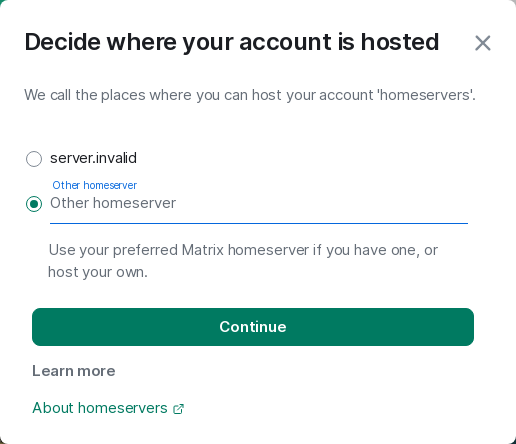 Decide where your account is hosted
We call the places where you can host your account 'homeservers'.
server.invalid
Other homeserver
Other homeserver
Use your preferred Matrix homeserver if you have one, or
host your own.
Continue
Learn more
About homeservers